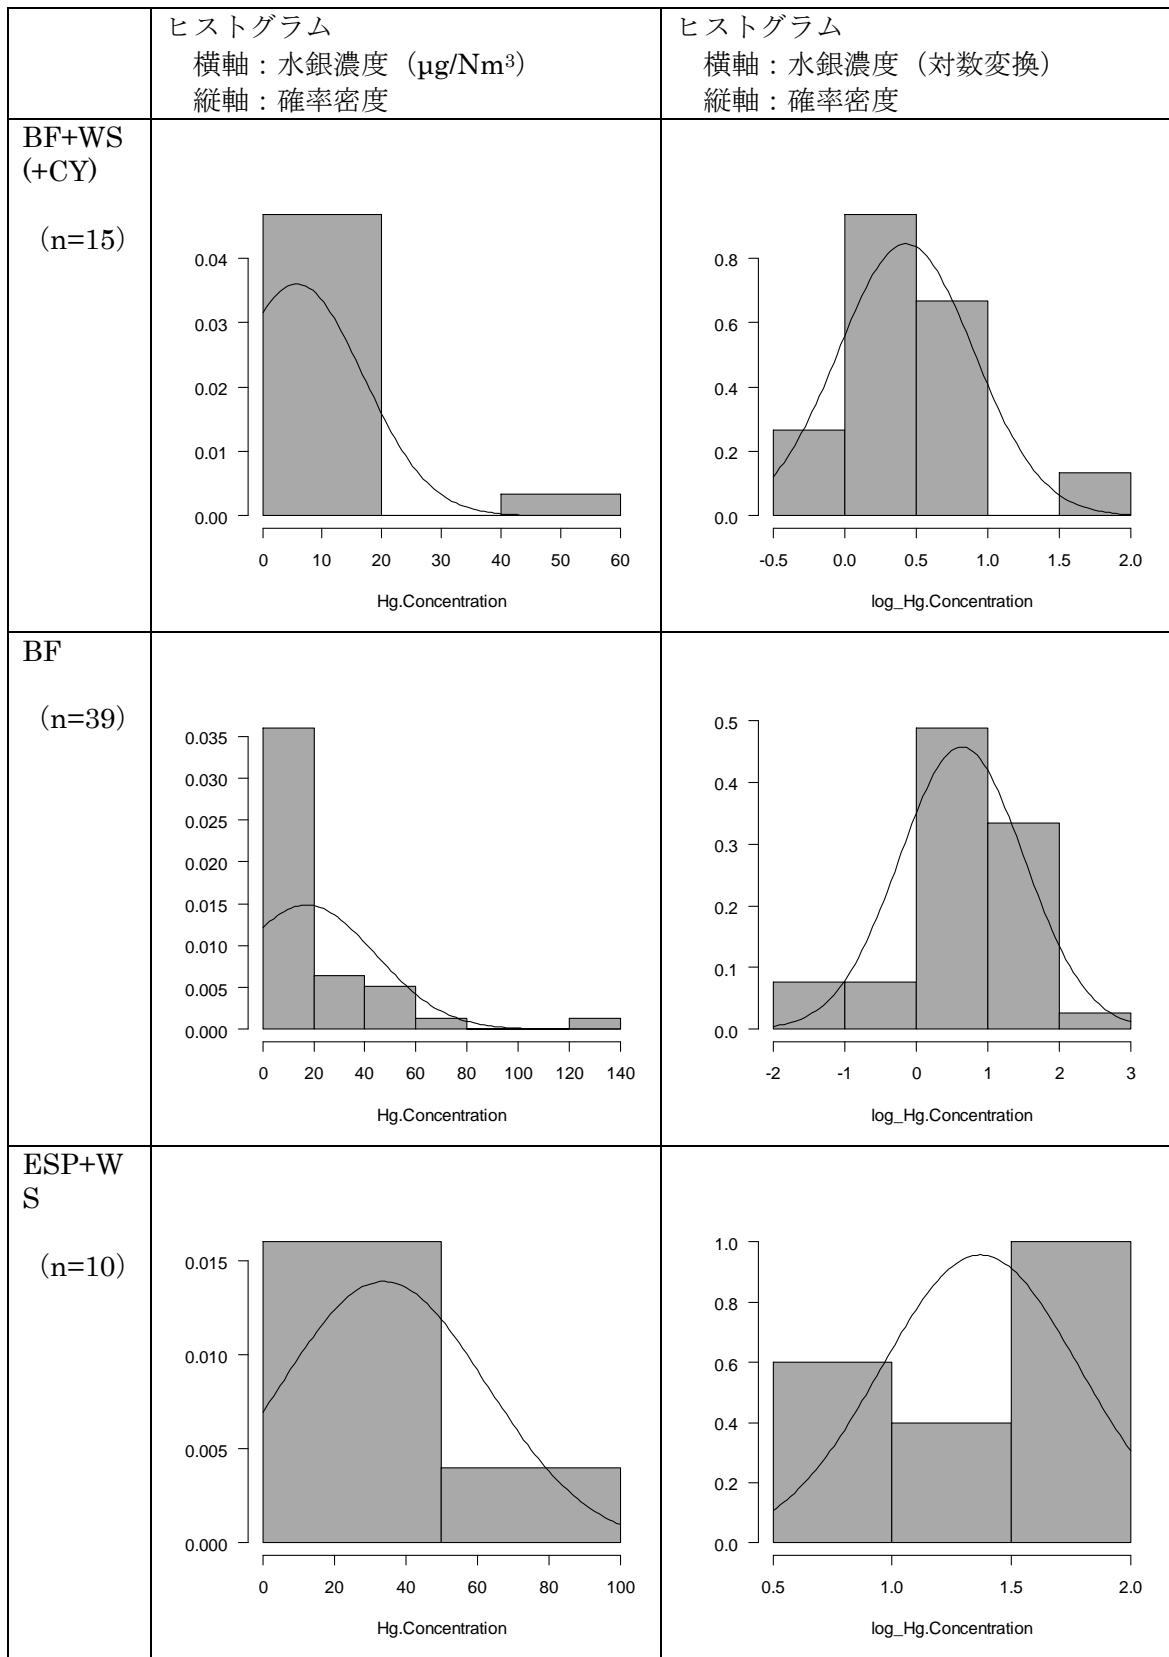 ヒストグラム
横軸：水銀濃度（μg/Nm³）
縦軸：確率密度
ヒストグラム
横軸：水銀濃度（対数変換）
縦軸：確率密度
BF+WS
(+CY)
（n=15）
0.04
0.03
0.02
0.01
0.00
0 10 20 30 40 50 60
Hg.Concentration
0.8
0.6
0.4
0.2
0.0
-0.5 0.0 0.5 1.0 1.5 2.0
log_Hg.Concentration
BF
（n=39）
0.035
0.030
0.025
0.020
0.015
0.010
0.005
0.000
0 20 40 60 80 100 120 140
Hg.Concentration
0.5
0.4
0.3
0.2
0.1
0.0
-2 -1 0 1 2 3
log_Hg.Concentration
ESP+W
S
（n=10）
0.015
0.010
0.005
0.000
0 20 40 60 80 100
Hg.Concentration
1.0
0.8
0.6
0.4
0.2
0.0
0.5 1.0 1.5 2.0
log_Hg.Concentration